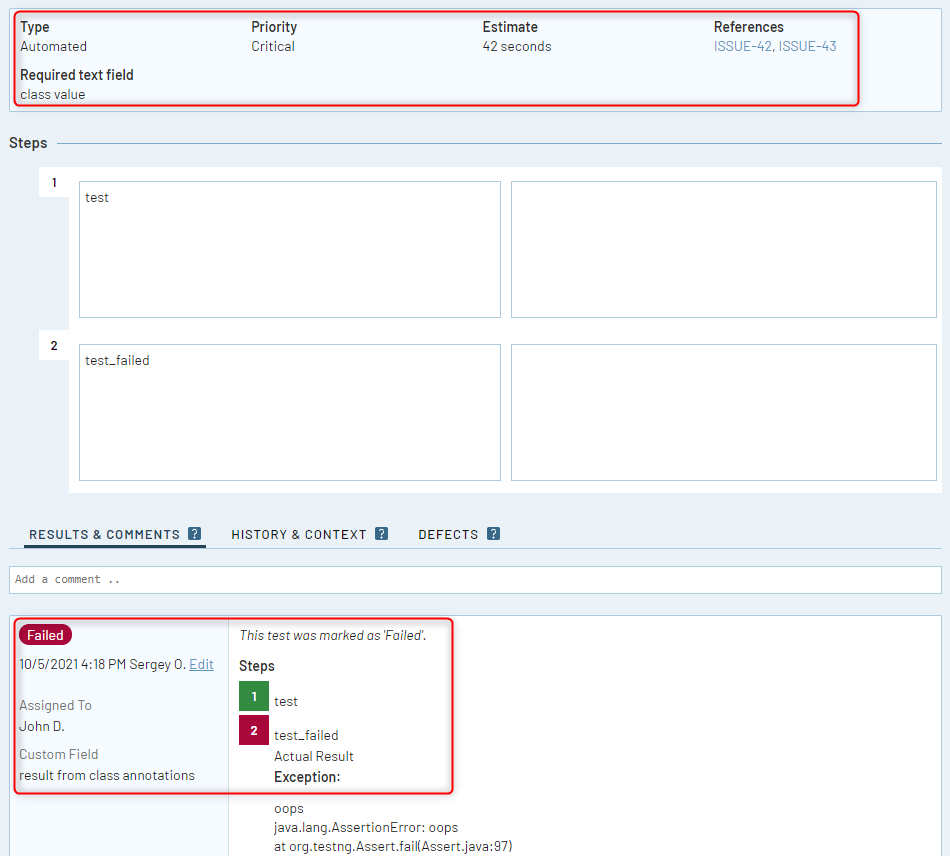 Type Priority Estimate References
Automated Critical 42 seconds ISSUE-42, ISSUE-43
Required text field
class value
Steps
1
test
2
test_failed
RESULTS & COMMENTS ? HISTORY & CONTEXT ? DEFECTS ?
Add a comment ..
Failed
10/5/2021 4:18 PM Sergey O. Edit
Assigned To
John D.
Custom Field
result from class annotations
This test was marked as 'Failed'.
Steps
1 test
2 test_failed
Actual Result
Exception:
oops
java.lang.AssertionError: oops
at org.testng.Assert.fail(Assert.java:97)